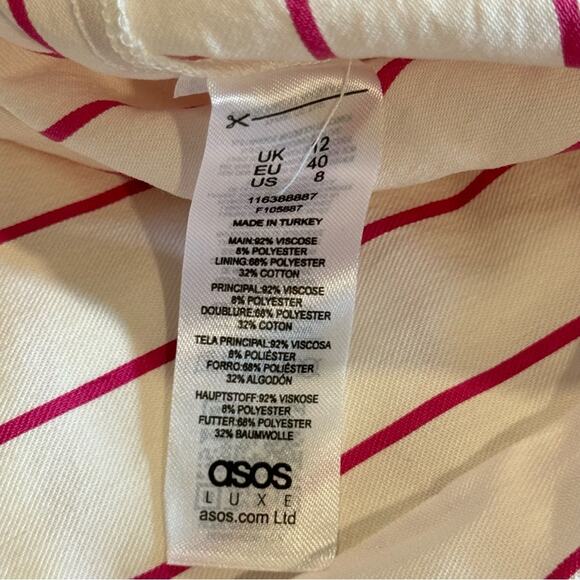 UK 12
EU 40
US 8
116388887
F105887
MADE IN TURKEY
MAIN:92% VISCOSE
8% POLYESTER
LINING:68% POLYESTER
32% COTTON
PRINCIPAL:92% VISCOSE
8% POLYESTER
DOUBLURE:68% POLYESTER
32% COTON
TELA PRINCIPAL:92% VISCOSA
8% POLIÉSTER
FORRO:68% POLIÉSTER
32% ALGODÓN
HAUPTSTOFF:92% VISKOSE
8% POLYESTER
FUTTER:68% POLYESTER
32% BAUMWOLLE
asos
LUXE
asos.com Ltd